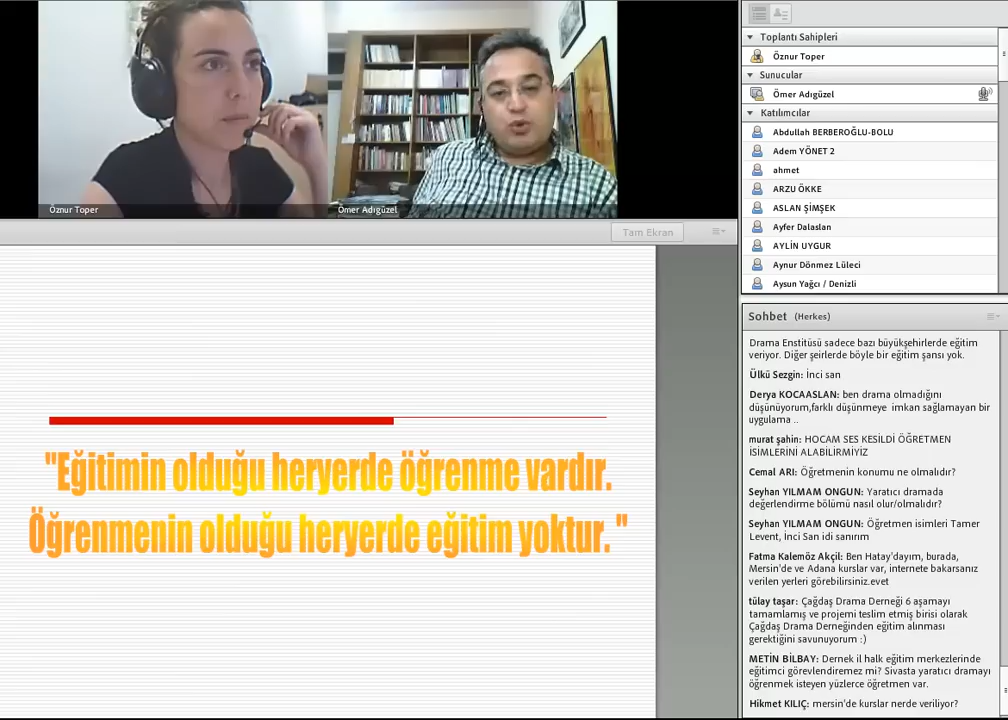 Öznur Toper
Ömer Adıgüzel
Tam Ekran
"Eğitimin olduğu heryerde öğrenme vardır.
Öğrenmenin olduğu heryerde eğitim yoktur. "
Toplantı Sahipleri
Öznur Toper
Sunucular
Ömer Adıgüzel
Katılımcılar
Abdullah BERBEROĞLU-BOLU
Adem YÖNET 2
ahmet
ARZU ÖKKE
ASLAN ŞİMŞEK
Ayfer Dalaslan
AYLİN UYGUR
Aynur Dönmez Lüleci
Aysun Yağcı / Denizli
Sohbet (Herkes)
Drama Enstitüsü sadece bazı büyükşehirlerde eğitim
veriyor. Diğer şeirlerde böyle bir eğitim şansı yok.
Ülkü Sezgin: İnci san
Derya KOCAASLAN: ben drama olmadığını
düşünüyorum,farklı düşünmeye imkan sağlamayan bir
uygulama ..
murat şahin: HOCAM SES KESİLDİ ÖĞRETMEN
İSİMLERİNİ ALABİLİRMİYİZ
Cemal ARI: Öğretmenin konumu ne olmalıdır?
Seyhan YILMAM ONGUN: Yaratıcı dramada
değerlendirme bölümü nasıl olur/olmalıdır?
Seyhan YILMAM ONGUN: Öğretmen isimleri Tamer
Levent, İnci San idi sanırım
Fatma Kalemöz Akçil: Ben Hatay'dayım, burada,
Mersin'de ve Adana kurslar var, internete bakarsanız
verilen yerleri görebilirsiniz.evet
tülay taşar: Çağdaş Drama Derneği 6 aşamayı
tamamlamış ve projemi teslim etmiş birisi olarak
Çağdaş Drama Derneğinden eğitim alınması
gerektiğini savunuyorum :)
METİN BİLBAY: Dernek il halk eğitim merkezlerinde
eğitimci görevlendiremez mi? Sivasta yaratıcı dramayı
öğrenmek isteyen yüzlerce öğretmen var.
Hikmet KILIÇ: mersin'de kurslar nerde veriliyor?